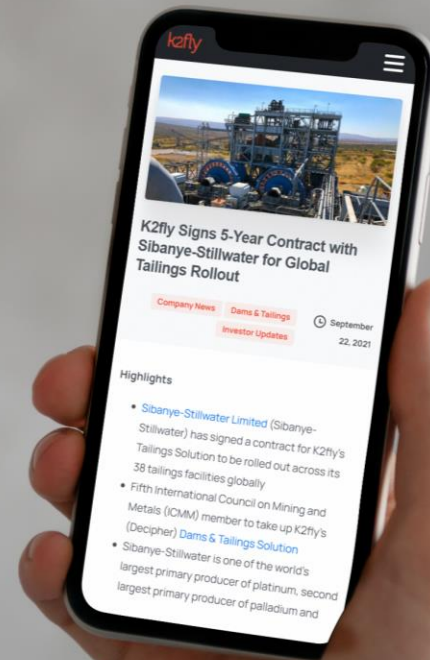 k2fly
K2fly Signs 5-Year Contract with
Sibanye-Stillwater for Global
Tailings Rollout
Company News
Dams & Tailings
Investor Updates
September
22, 2021
Highlights
• Sibanye-Stillwater Limited (Sibanye-
Stillwater) has signed a contract for K2fly's
Tailings Solution to be rolled out across its
38 tailings facilities globally
• Fifth International Council on Mining and
Metals (ICMM) member to take up K2fly's
(Decipher) Dams & Tailings Solution
• Sibanye-Stillwater is one of the world's
largest primary producer of platinum, second
largest primary producer of palladium and